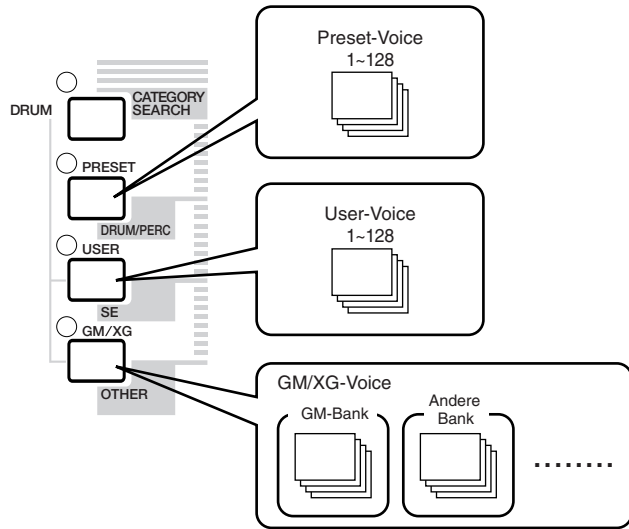 DRUM
CATEGORY
SEARCH
PRESET
DRUM/PERC
USER
SE
GM/XG
OTHER
Preset-Voice
1~128
User-Voice
1~128
GM/XG-Voice
GM-Bank
Andere
Bank
........